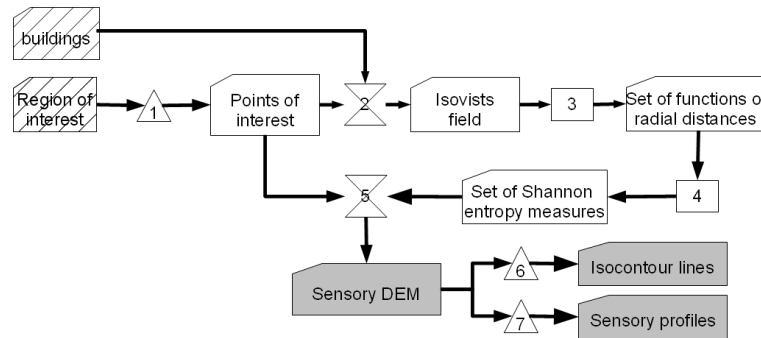 buildings
Region of
interest
1
Points of
interest
2
Isovists
field
3
Set of functions o
radial distances
5
Set of Shannon
entropy measures
4
Sensory DEM
6
Isocontour lines
7
Sensory profiles